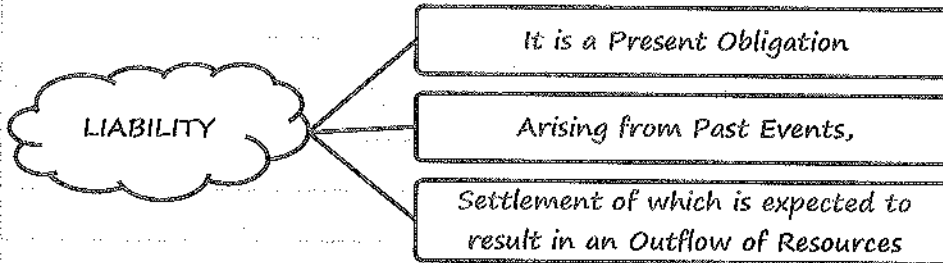 LIABILITY
It is a Present Obligation
Arising from Past Events,
Settlement of which is expected to
result in an Outflow of Resources